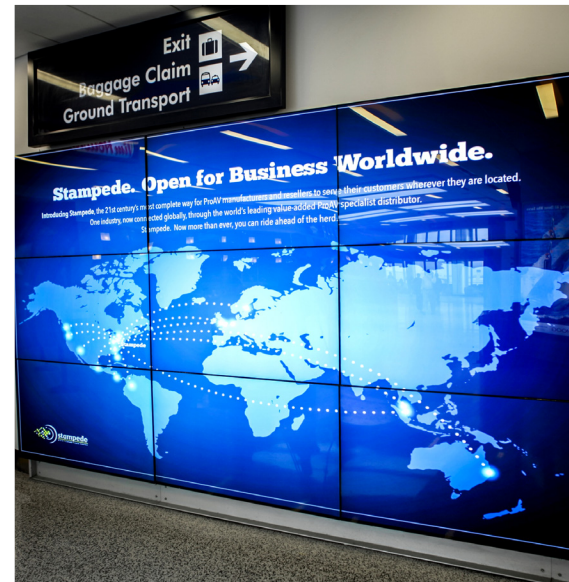 Exit
Baggage Claim
Ground Transport
Stampede. Open for Business Worldwide.
Introducing Stampede, the 21st century's most complete way for ProAV manufacturers and resellers to serve their customers wherever they are located.
One industry, now connected globally, through the world's leading value-added ProAV specialist distributor.
Stampede. Now more than ever, you can ride ahead of the herd.
stampede